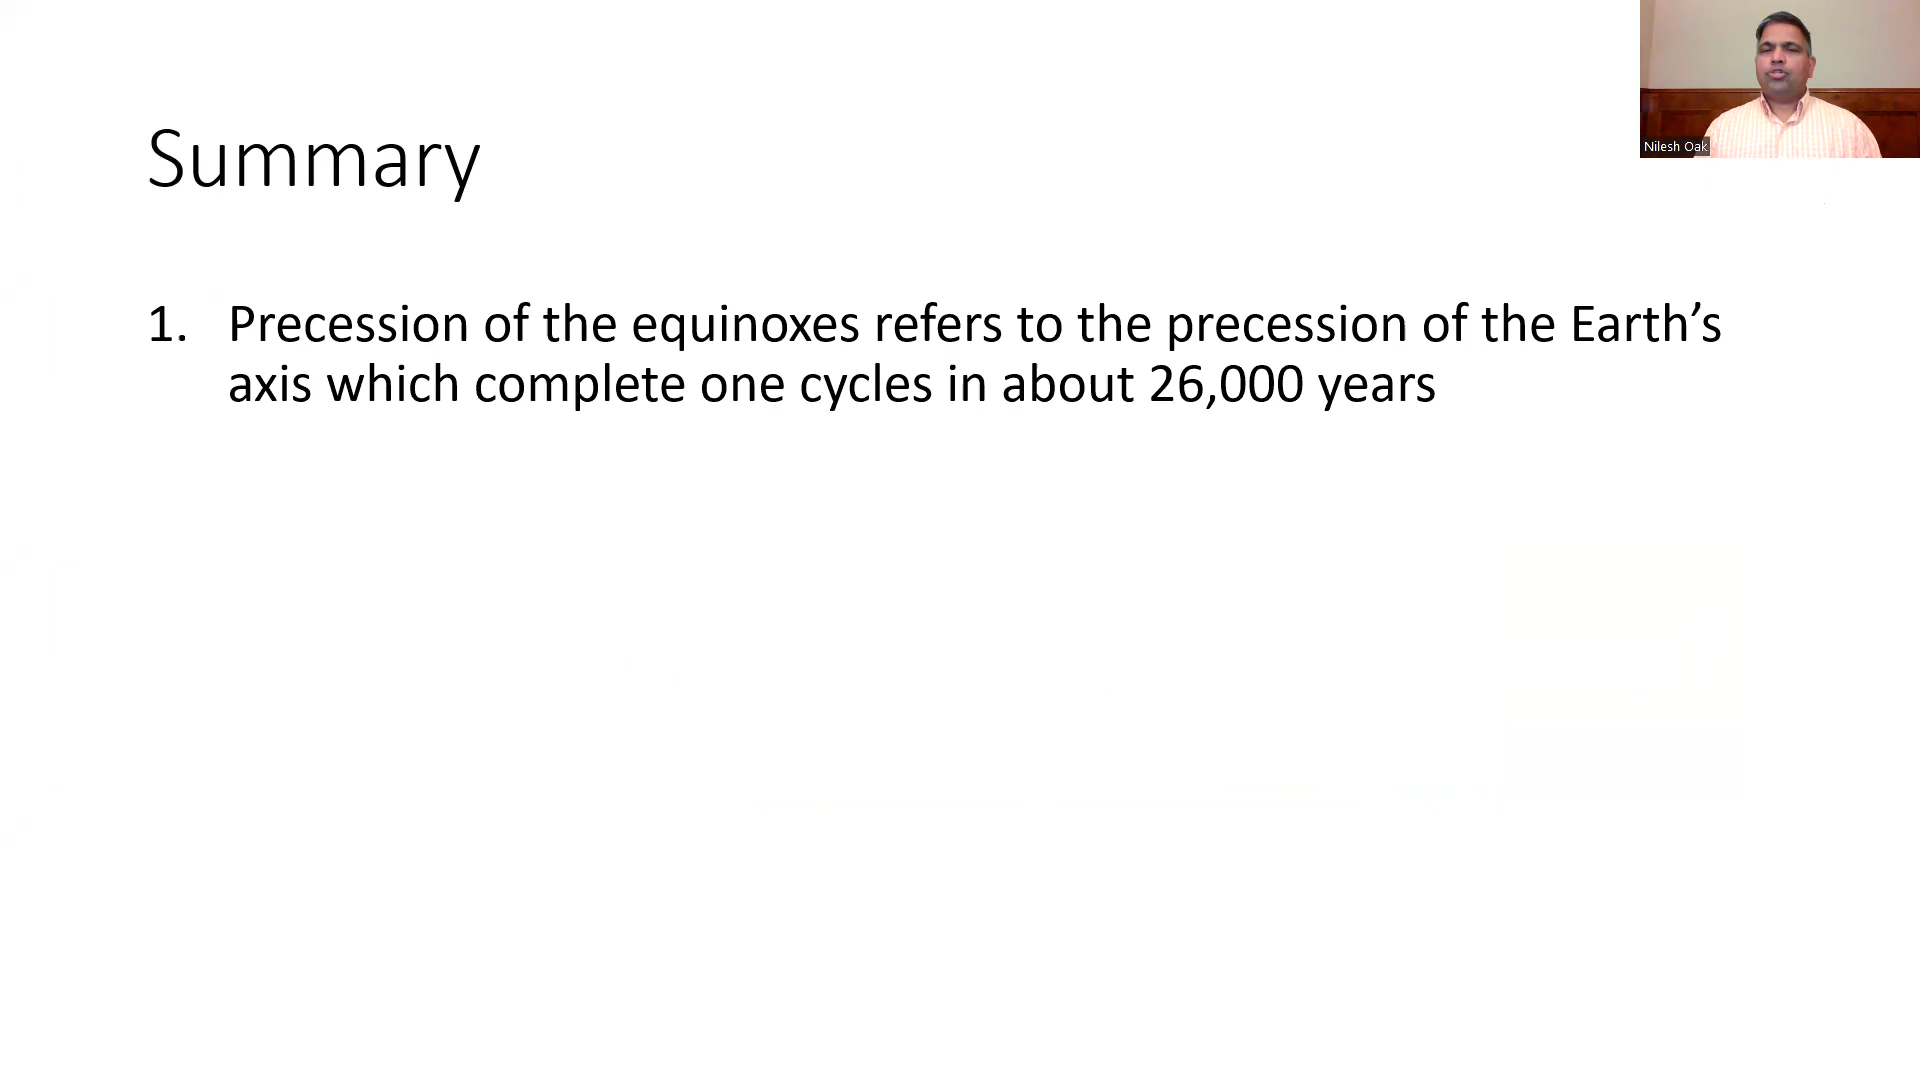 Summary
Nilesh Oak
1. Precession of the equinoxes refers to the precession of the Earth’s
axis which complete one cycles in about 26,000 years